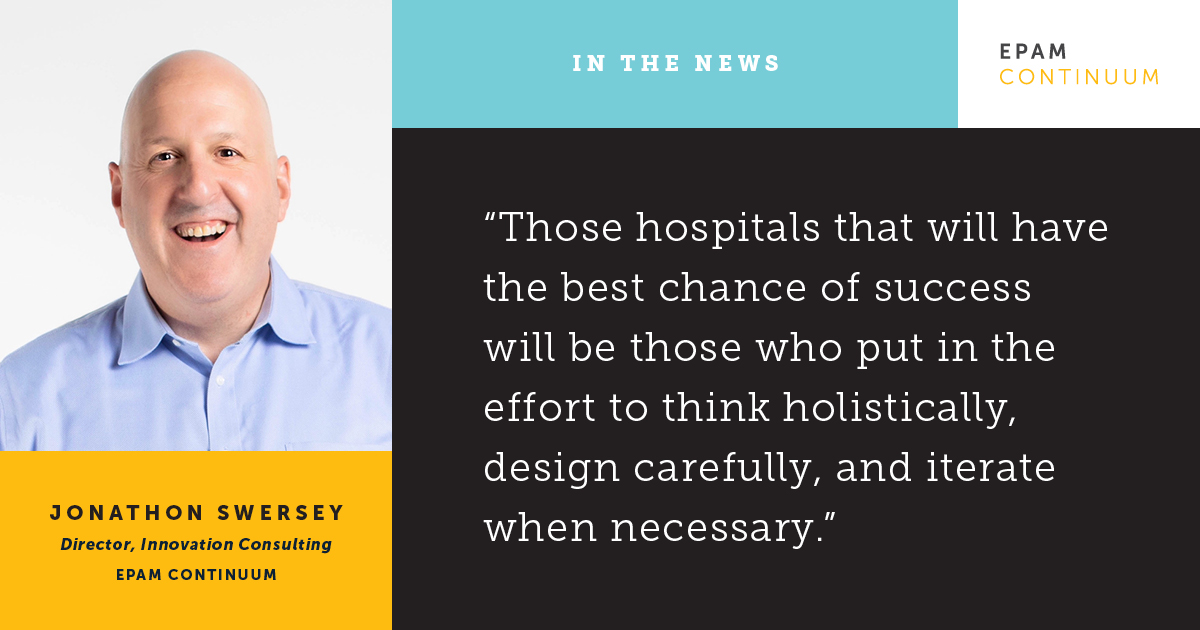 IN THE NEWS
EPAM
CONTINUUM
“Those hospitals that will have
the best chance of success
will be those who put in the
effort to think holistically,
design carefully, and iterate
when necessary.”
JONATHON SWERSEY
Director, Innovation Consulting
EPAM CONTINUUM